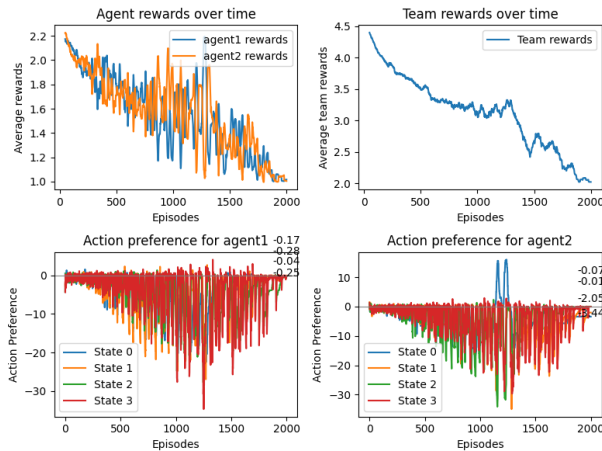 Agent rewards over time
Average rewards
2.2
2.0
1.8
1.6
1.4
1.2
1.0
agent1 rewards
agent2 rewards
0
500
1000
1500
2000
Episodes
Team rewards over time
Average team rewards
4.5
4.0
3.5
3.0
2.5
2.0
Team rewards
0
500
1000
1500
2000
Episodes
Action preference for agent1
Action Preference
0
−10
−20
−30
-0.17
-0.28
-0.04
-0.25
State 0
State 1
State 2
State 3
0
500
1000
1500
2000
Episodes
Action preference for agent2
Action Preference
10
0
−10
−20
−30
-0.07
-0.01
-2.05
State 0
State 1
State 2
State 3
0
500
1000
1500
2000
Episodes